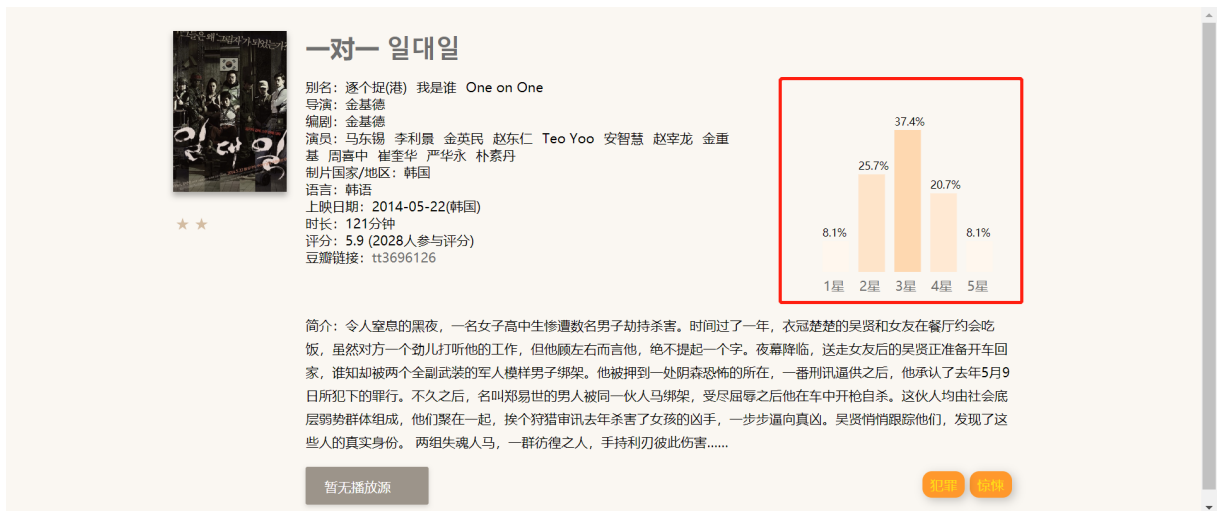 一对一 일대일
일대일
别名：逐个捉(港) 我是谁 One on One
导演：金基德
编剧：金基德
演员：马东锡 李利景 金英民 赵东仁 Teo Yoo 安智慧 赵宰龙 金重
基 周喜中 崔奎华 严华永 朴素丹
制片国家/地区：韩国
语言：韩语
上映日期：2014-05-22(韩国)
时长：121分钟
评分：5.9 (2028人参与评分)
豆瓣链接：tt3696126
37.4%
25.7%
20.7%
8.1%
8.1%
1星 2星 3星 4星 5星
简介：令人窒息的黑夜，一名女子高中生惨遭数名男子劫持杀害。时间过了一年，衣冠楚楚的吴贤和女友在餐厅约会吃
饭，虽然对方一个劲儿打听他的工作，但他顾左右而言他，绝不提起一个字。夜幕降临，送走女友后的吴贤正准备开车回
家，谁知却被两个全副武装的军人模样男子绑架。他被押到一处阴森恐怖的所在，一番刑讯逼供之后，他承认了去年5月9
日所犯下的罪行。不久之后，名叫郑易世的男人被同一伙人马绑架，受尽屈辱之后他在车中开枪自杀。这伙人均由社会底
层弱势群体组成，他们聚在一起，挨个狩猎审讯去年杀害了女孩的凶手，一步步逼向真凶。吴贤悄悄跟踪他们，发现了这
些人的真实身份。 两组失魂人马，一群彷徨之人，手持利刃彼此伤害......
暂无播放源
犯罪 惊悚